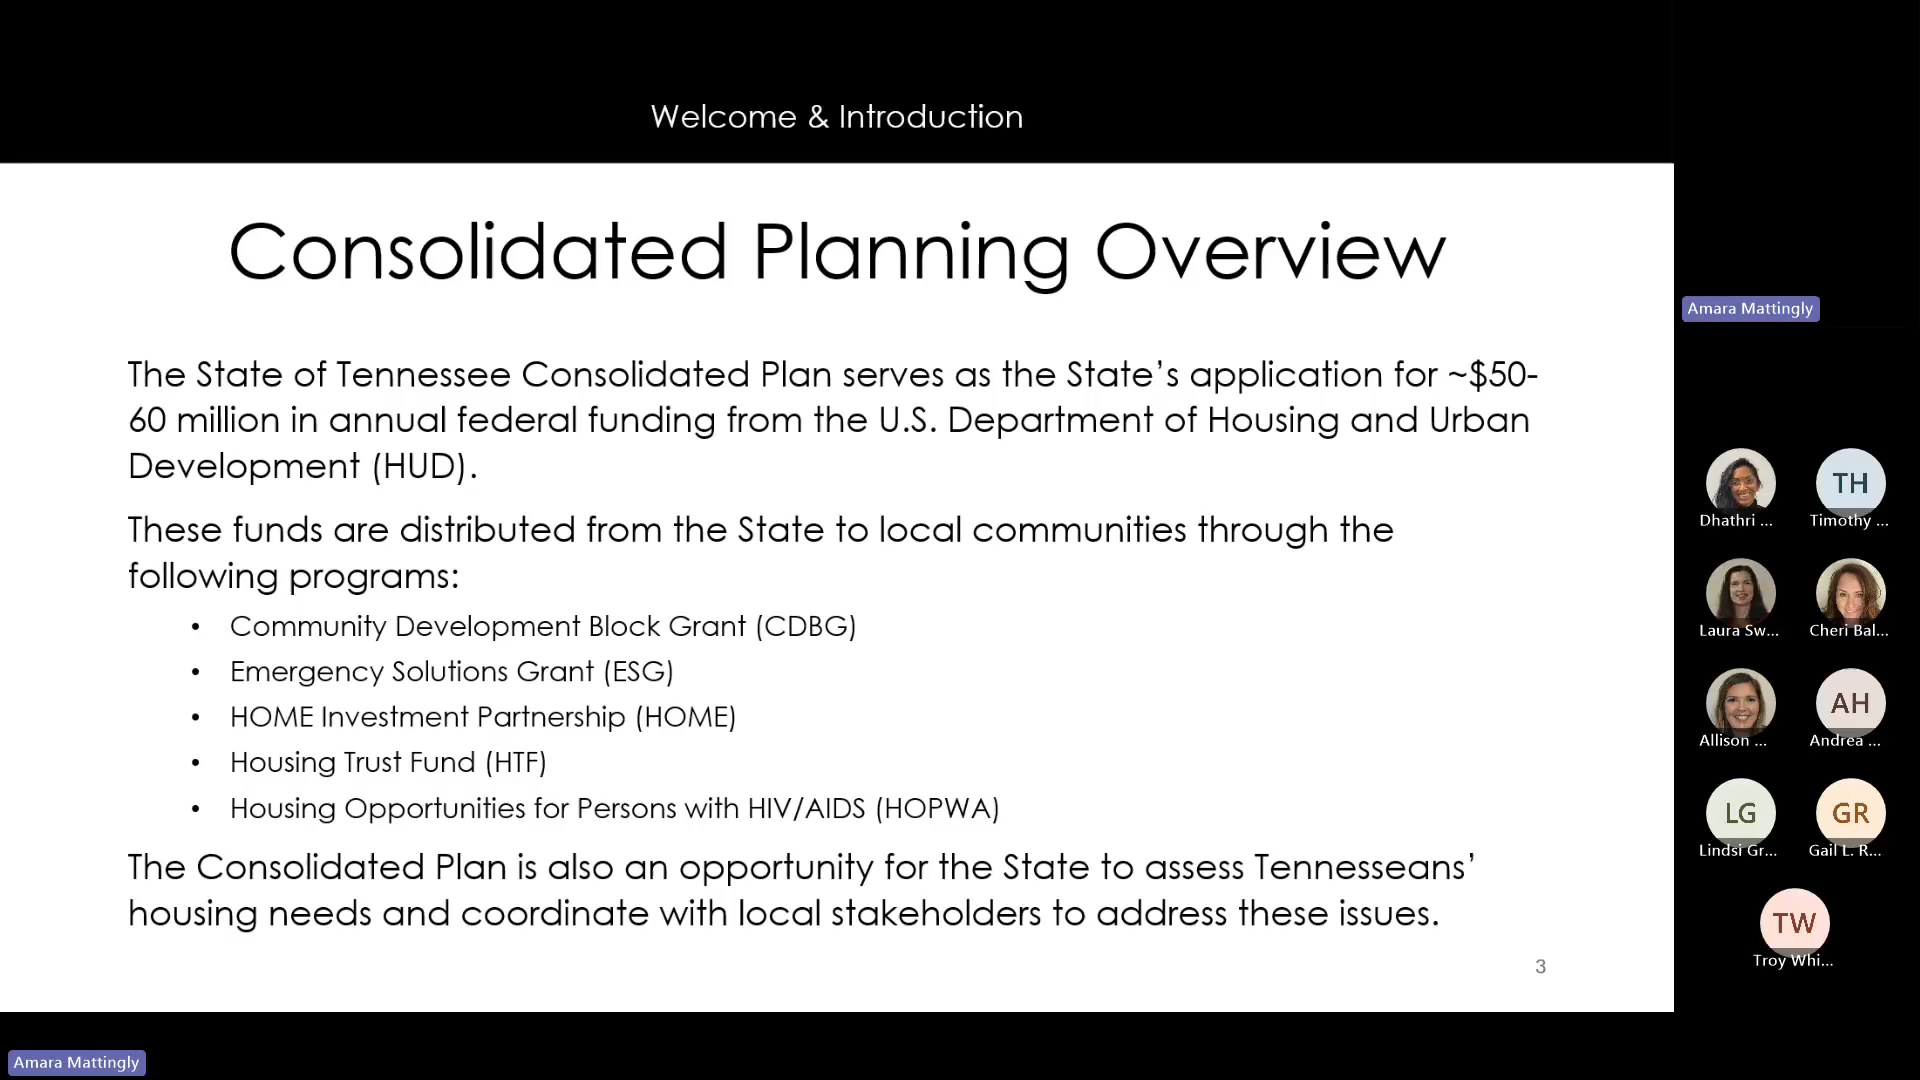 Welcome & Introduction
Consolidated Planning Overview
The State of Tennessee Consolidated Plan serves as the State’s application for ~$50-
60 million in annual federal funding from the U.S. Department of Housing and Urban
Development (HUD).
These funds are distributed from the State to local communities through the
following programs:
• Community Development Block Grant (CDBG)
• Emergency Solutions Grant (ESG)
• HOME Investment Partnership (HOME)
• Housing Trust Fund (HTF)
• Housing Opportunities for Persons with HIV/AIDS (HOPWA)
The Consolidated Plan is also an opportunity for the State to assess Tennesseans’
housing needs and coordinate with local stakeholders to address these issues.
3
Amara Mattingly
Amara Mattingly
TH
Dhathri ...
Timothy ...
Laura Sw...
Cheri Bal...
AH
Allison ...
Andrea ...
LG
GR
Lindsi Gr...
Gail L. R...
TW
Troy Whi...